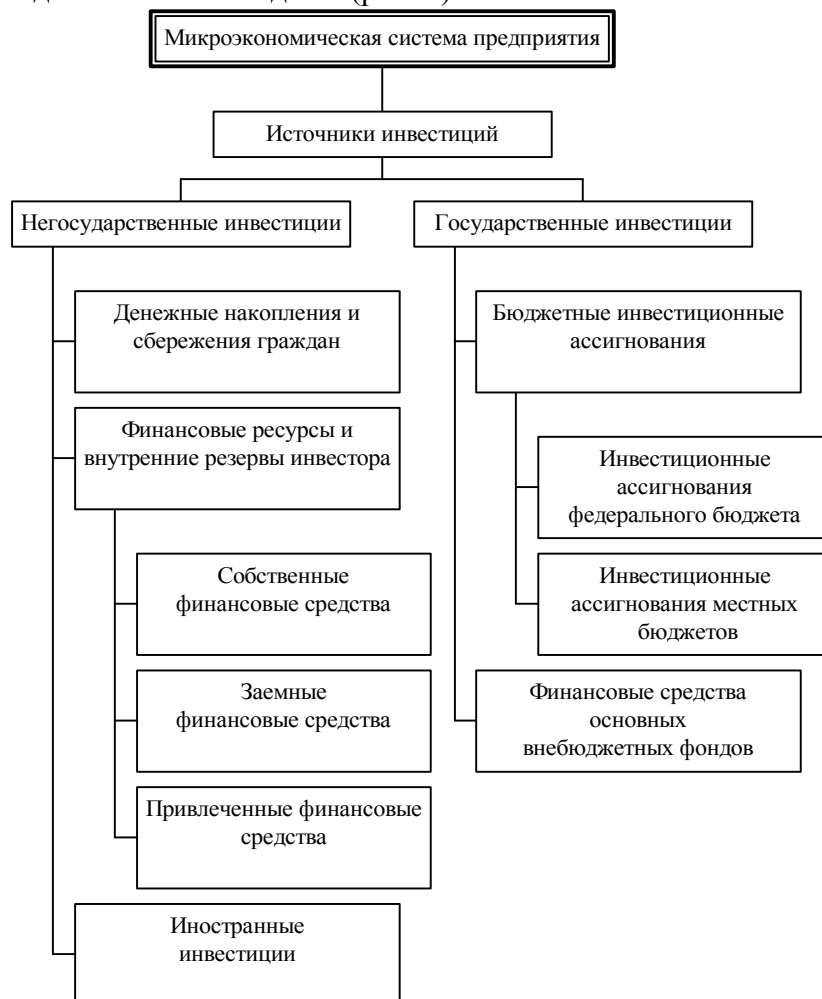 Микроэкономическая система предприятия
Источники инвестиций
Негосударственные инвестиции
Государственные инвестиции
Денежные накопления и
сбережения граждан
Бюджетные инвестиционные
ассигнования
Финансовые ресурсы и
внутренние резервы инвестора
Инвестиционные
ассигнования
федерального бюджета
Собственные
финансовые средства
Инвестиционные
ассигнования местных
бюджетов
Заемные
финансовые средства
Финансовые средства
основных
внебюджетных фондов
Привлеченные финансовые
средства
Иностранные
инвестиции